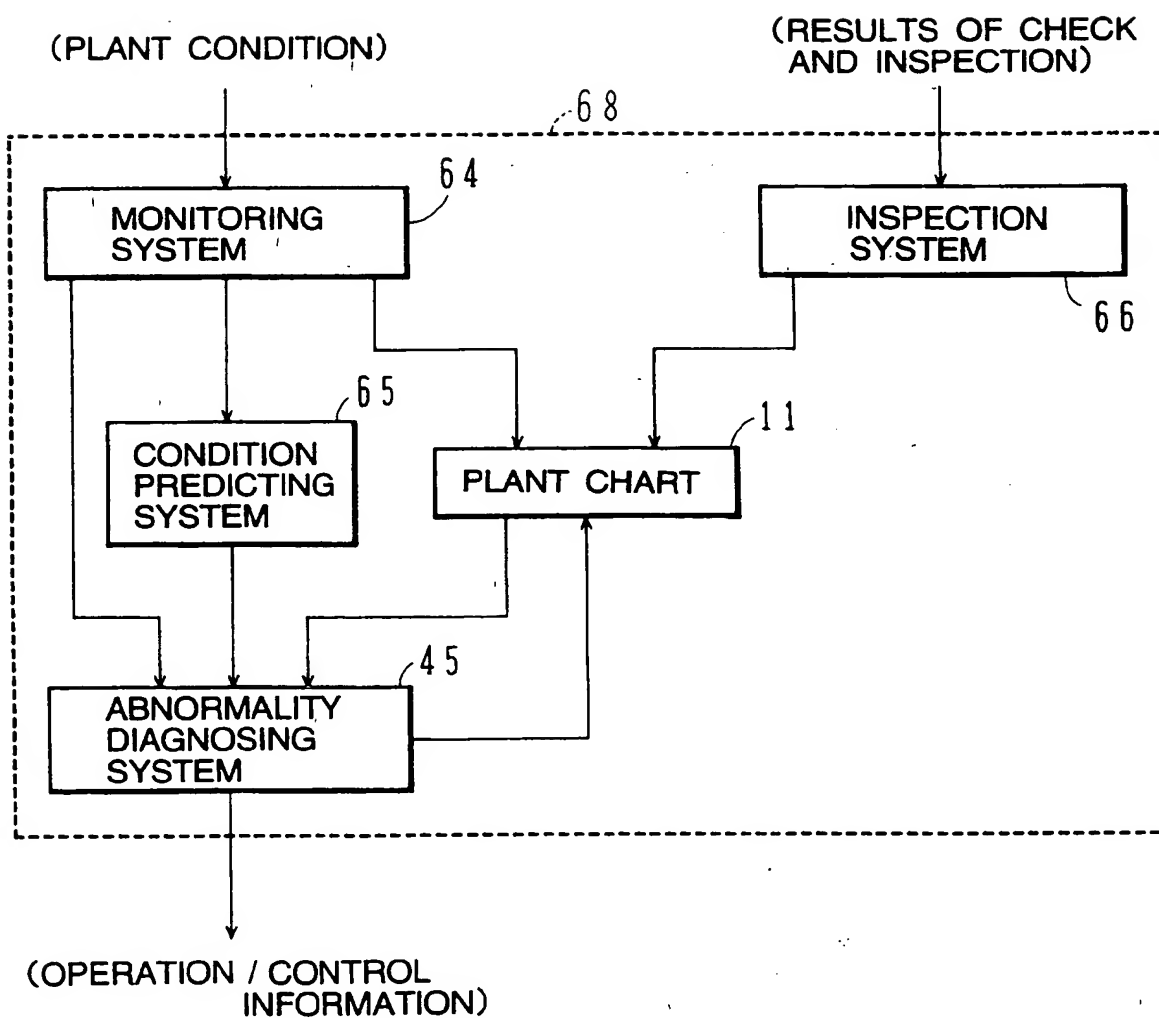 (PLANT CONDITION)
(RESULTS OF CHECK
AND INSPECTION)
68
64
MONITORING
SYSTEM
INSPECTION
SYSTEM
66
65
CONDITION
PREDICTING
SYSTEM
11
PLANT CHART
45
ABNORMALITY
DIAGNOSING
SYSTEM
(OPERATION / CONTROL
INFORMATION)